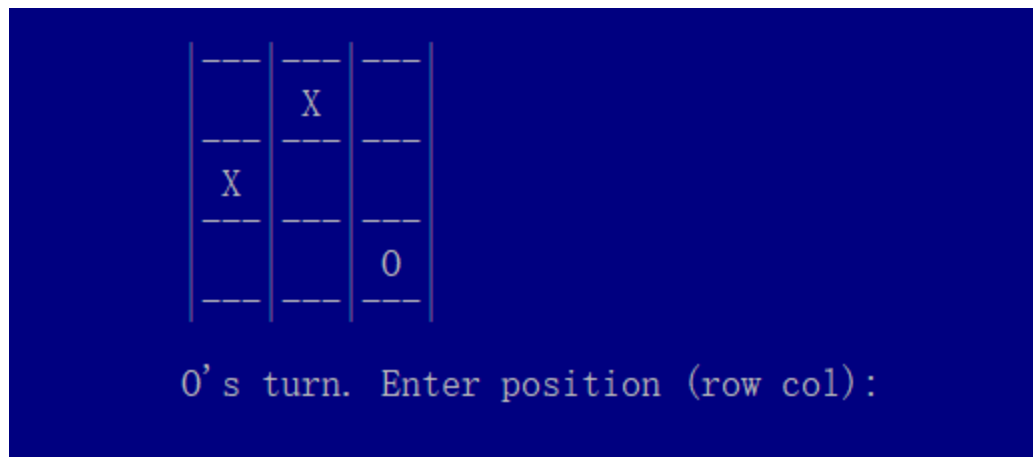 |---|---|---|
|   | X |   |
|---|---|---|
| X |   |   |
|---|---|---|
|   |   | O |
|---|---|---|
O's turn. Enter position (row col):